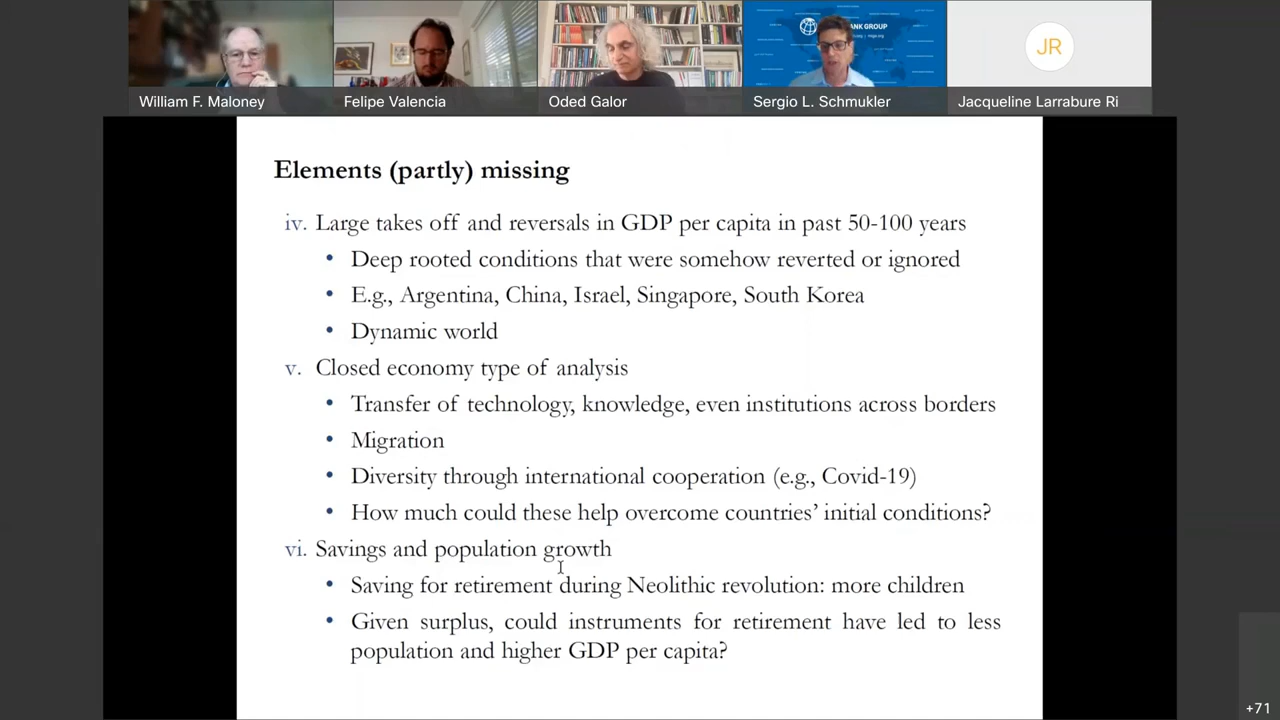 BANK GROUP
JR
William F. Maloney
Felipe Valencia
Oded Galor
Sergio L. Schmukler
Jacqueline Larrabure Ri
Elements (partly) missing
iv. Large takes off and reversals in GDP per capita in past 50-100 years
• Deep rooted conditions that were somehow reverted or ignored
• E.g., Argentina, China, Israel, Singapore, South Korea
• Dynamic world
v. Closed economy type of analysis
• Transfer of technology, knowledge, even institutions across borders
• Migration
• Diversity through international cooperation (e.g., Covid-19)
• How much could these help overcome countries' initial conditions?
vi. Savings and population growth
• Saving for retirement during Neolithic revolution: more children
• Given surplus, could instruments for retirement have led to less
population and higher GDP per capita?
+71